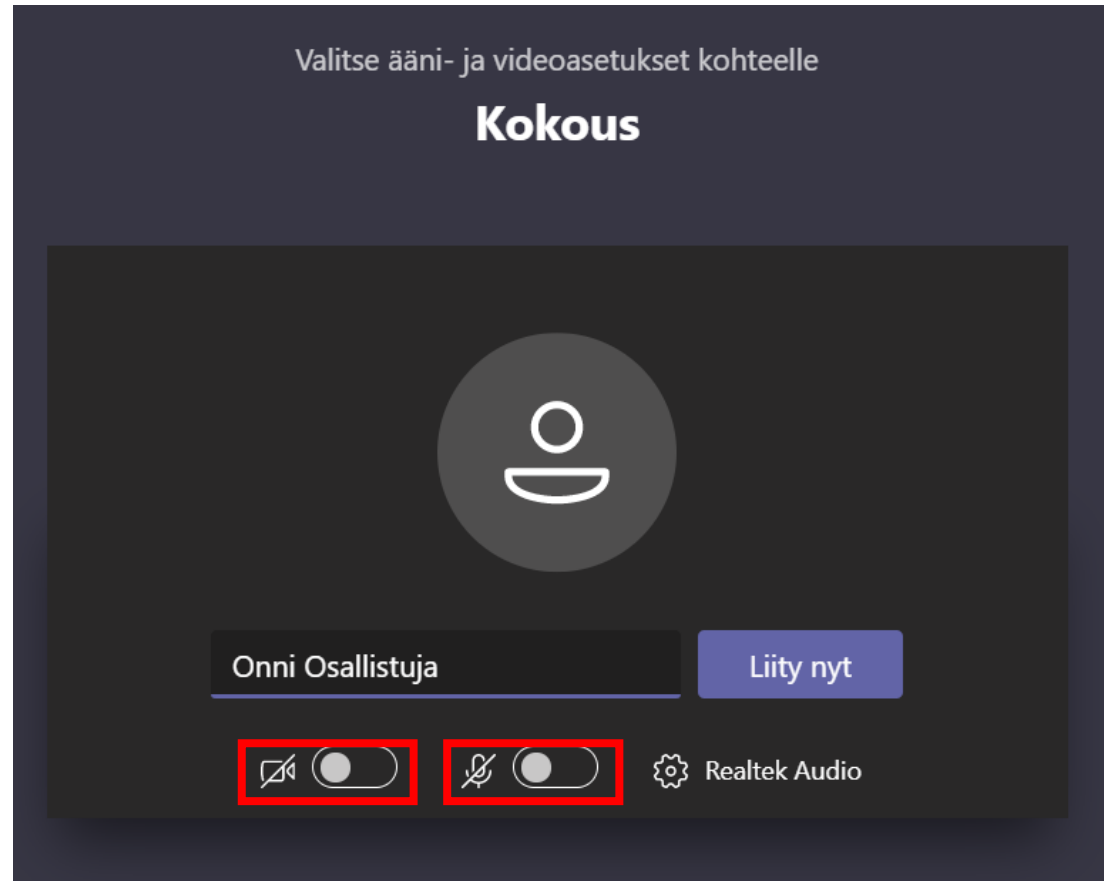 Valitse ääni- ja videoasetukset kohteelle
Kokous
Onni Osallistuja
Liity nyt
Realtek Audio